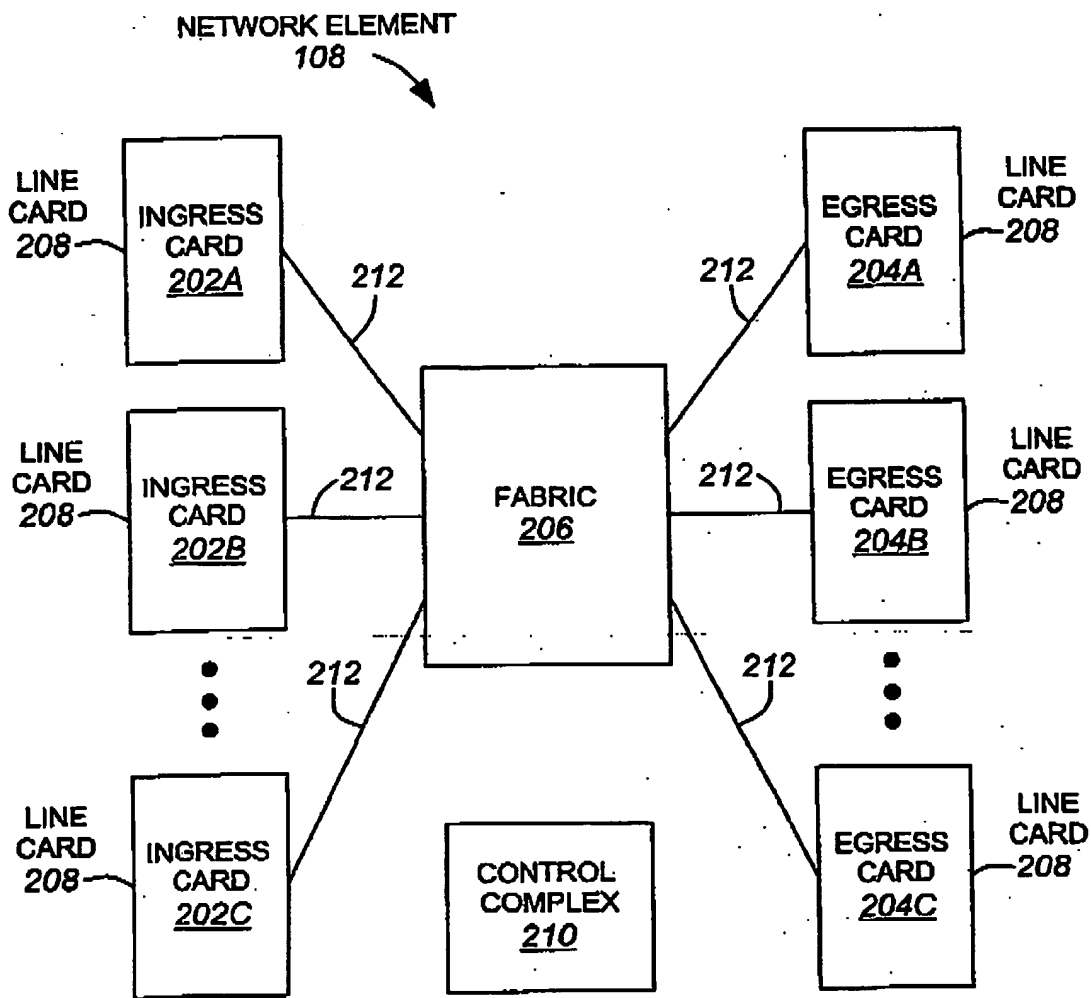 NETWORK ELEMENT
108
LINE
CARD
208
INGRESS
CARD
202A
212
212
EGRESS
CARD
204A
LINE
CARD
208
LINE
CARD
208
INGRESS
CARD
202B
212
FABRIC
206
212
EGRESS
CARD
204B
LINE
CARD
208
212
212
LINE
CARD
208
INGRESS
CARD
202C
CONTROL
COMPLEX
210
EGRESS
CARD
204C
LINE
CARD
208